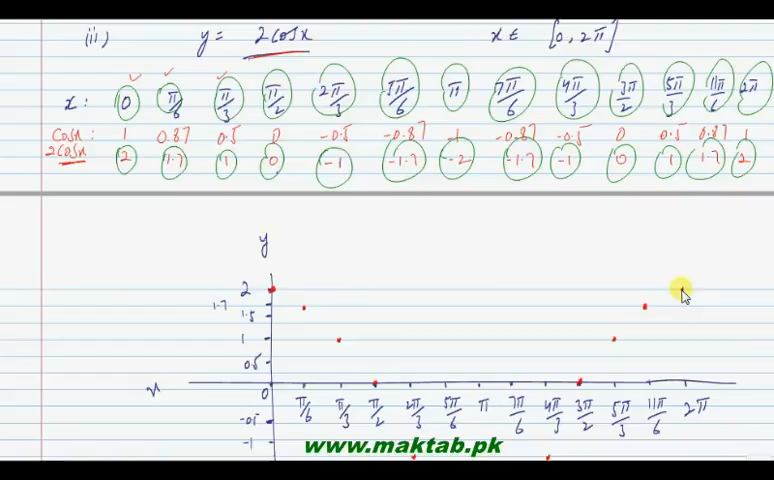 (ii) y = 2cosx x ∈ [0, 2π]
x: 0 π/6 π/3 π/2 2π/3 5π/6 π 7π/6 4π/3 3π/2 5π/3 11π/6 2π
cosx: 1 0.87 0.5 0 -0.5 -0.87 -1 -0.87 -0.5 0 0.5 0.87 1
2cosx 2 1.7 1 0 -1 -1.7 -2 -1.7 -1 0 1 1.7 2
y
2
1.7
1.5
1
0.5
x
0 π/6 π/3 π/2 2π/3 5π/6 π 7π/6 4π/3 3π/2 5π/3 11π/6 2π
-0.5
-1
www.maktab.pk